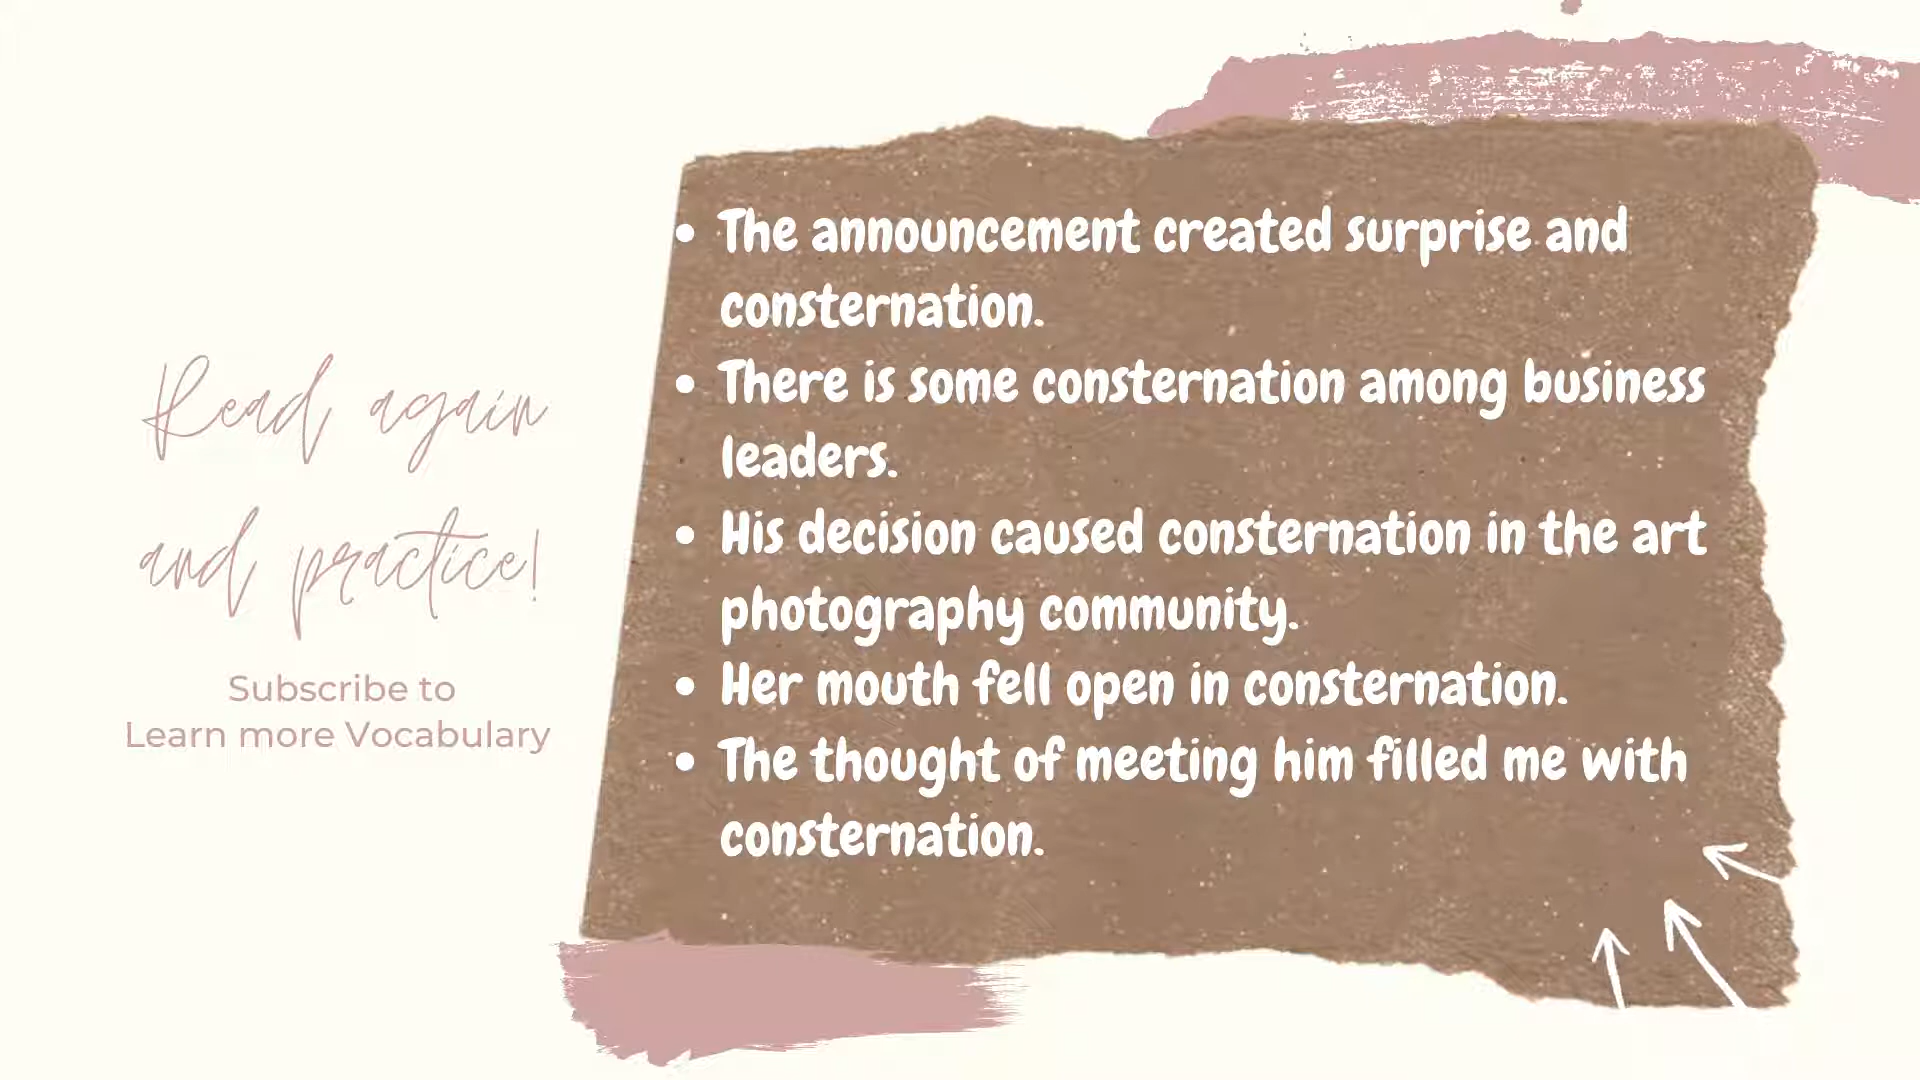 Read again
and practice!
Subscribe to
Learn more Vocabulary
• The announcement created surprise and
consternation.
• There is some consternation among business
leaders.
• His decision caused consternation in the art
photography community.
• Her mouth fell open in consternation.
• The thought of meeting him filled me with
consternation.